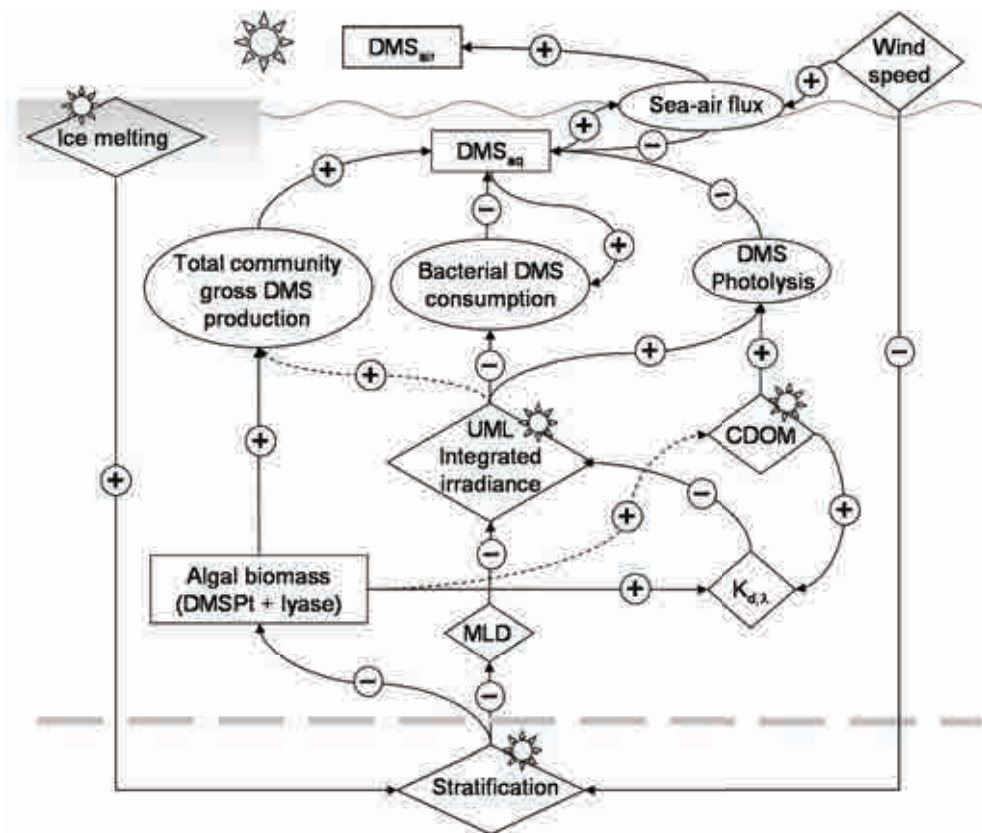 DMSair
Wind
speed
Sea-air flux
Ice melting
DMSaq
Total community
gross DMS
production
Bacterial DMS
consumption
DMS
Photolysis
UML
Integrated
irradiance
CDOM
Algal biomass
(DMSPt + lyase)
Kd,λ
MLD
Stratification